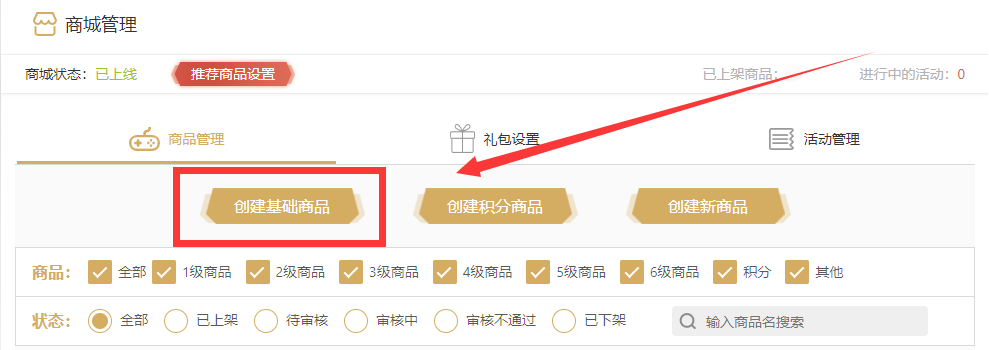 商城管理
商城状态：已上线 推荐商品设置 已上架商品： 进行中的活动：0
商品管理 礼包设置 活动管理
创建基础商品 创建积分商品 创建新商品
商品： 全部 1级商品 2级商品 3级商品 4级商品 5级商品 6级商品 积分 其他
状态： 全部 已上架 待审核 审核中 审核不通过 已下架 输入商品名搜索